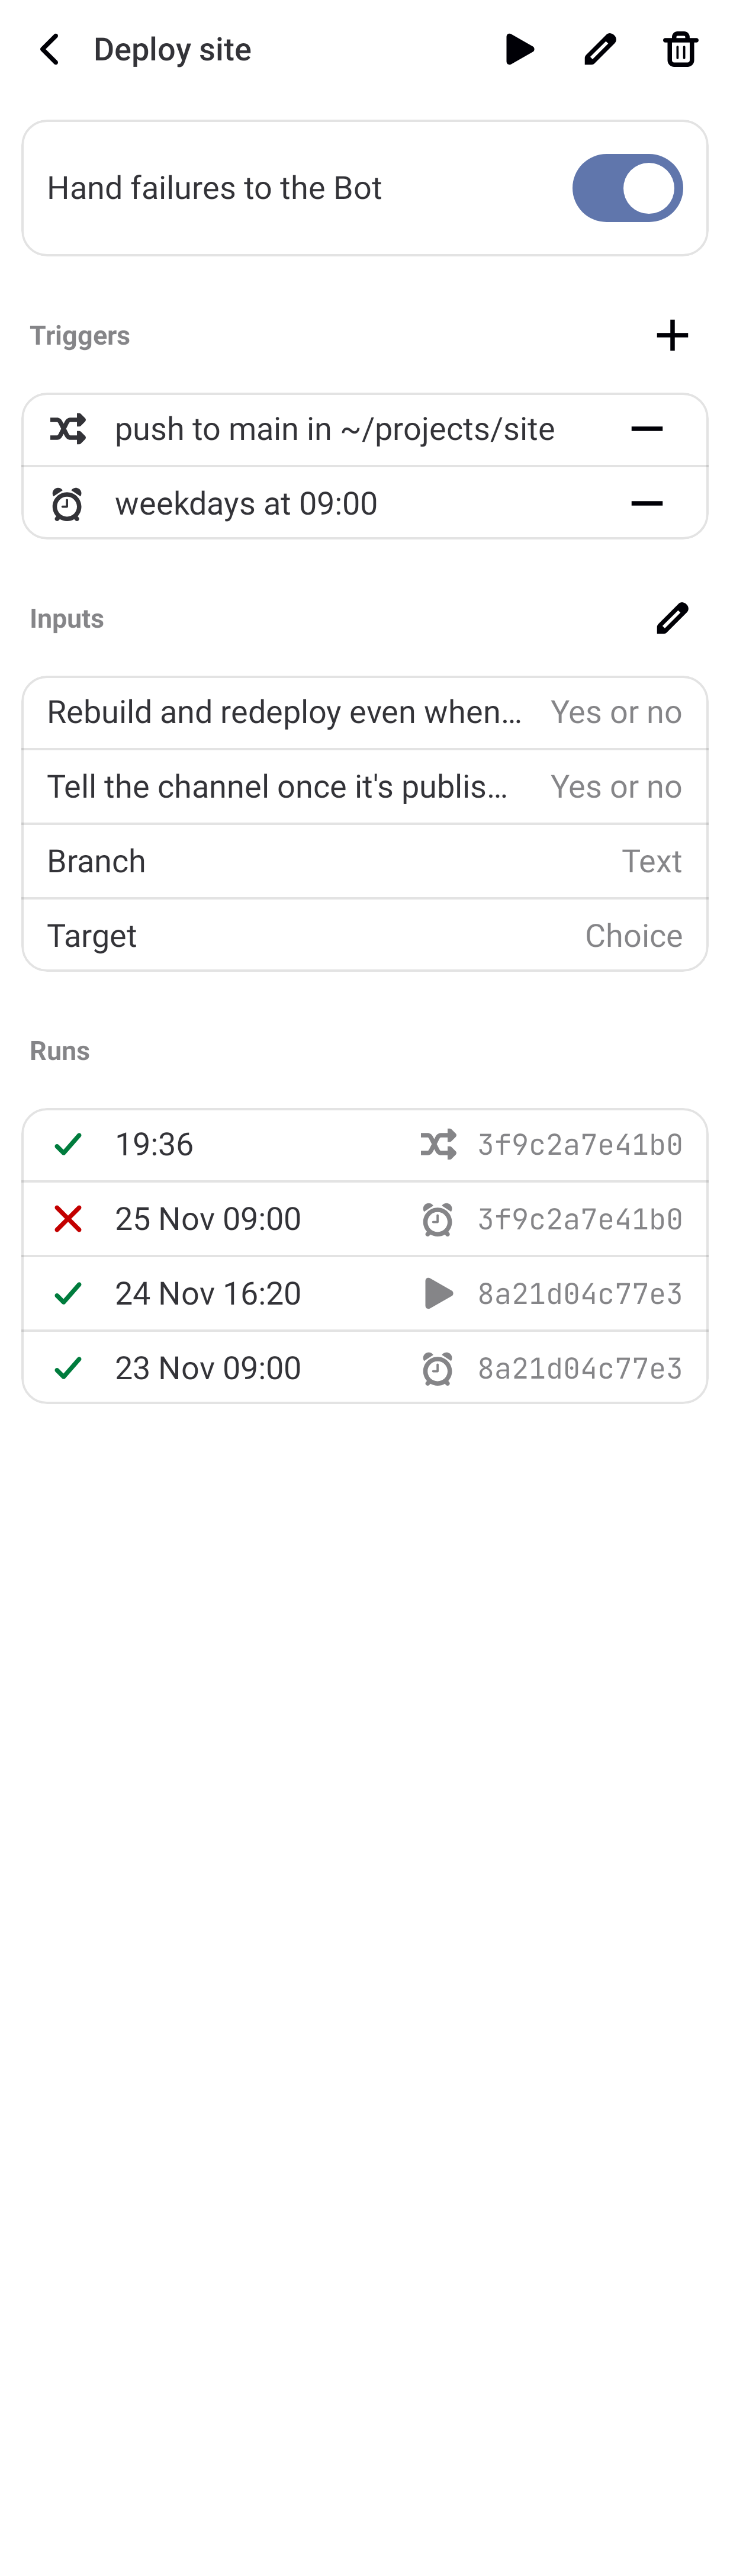 Deploy site
Hand failures to the Bot
Triggers
push to main in ~/projects/site
weekdays at 09:00
Inputs
Rebuild and redeploy even when... Yes or no
Tell the channel once it's publis... Yes or no
Branch Text
Target Choice
Runs
19:36 3f9c2a7e41b0
25 Nov 09:00 3f9c2a7e41b0
24 Nov 16:20 8a21d04c77e3
23 Nov 09:00 8a21d04c77e3